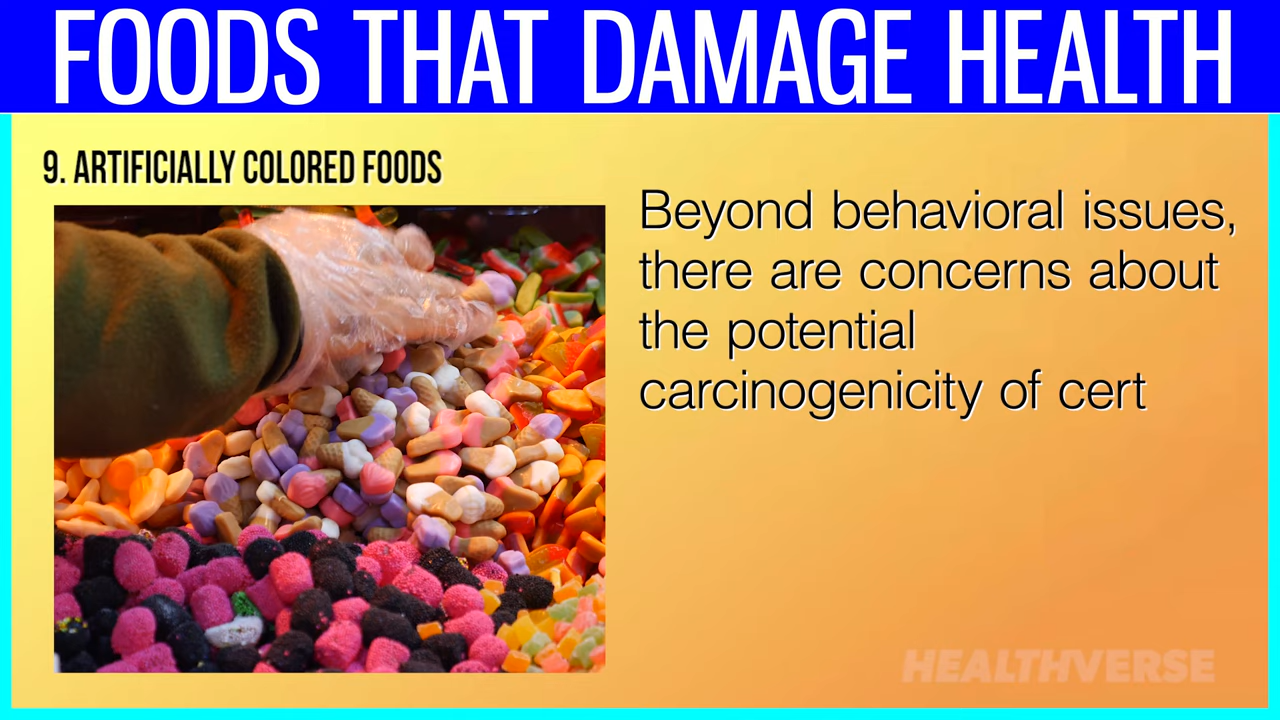 FOODS THAT DAMAGE HEALTH
9. ARTIFICIALLY COLORED FOODS
Beyond behavioral issues,
there are concerns about
the potential
carcinogenicity of cert
HEALTHVERSE